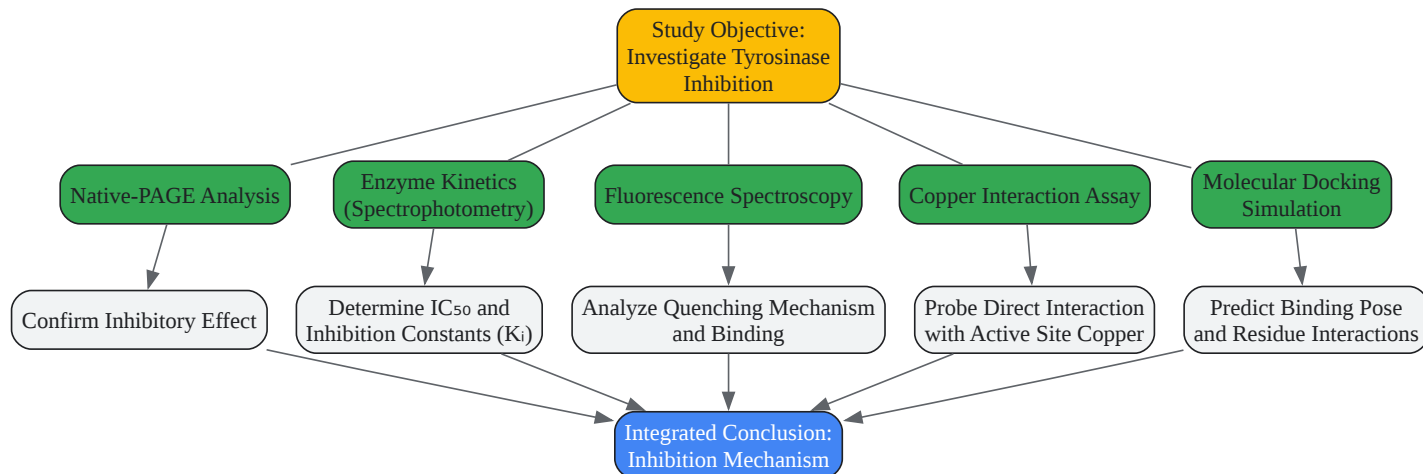 Study Objective:
Investigate Tyrosinase
Inhibition
Native-PAGE Analysis
Enzyme Kinetics
(Spectrophotometry)
Fluorescence Spectroscopy
Copper Interaction Assay
Molecular Docking
Simulation
Confirm Inhibitory Effect
Determine IC₅₀ and
Inhibition Constants (Kᵢ)
Analyze Quenching Mechanism
and Binding
Probe Direct Interaction
with Active Site Copper
Predict Binding Pose
and Residue Interactions
Integrated Conclusion:
Inhibition Mechanism